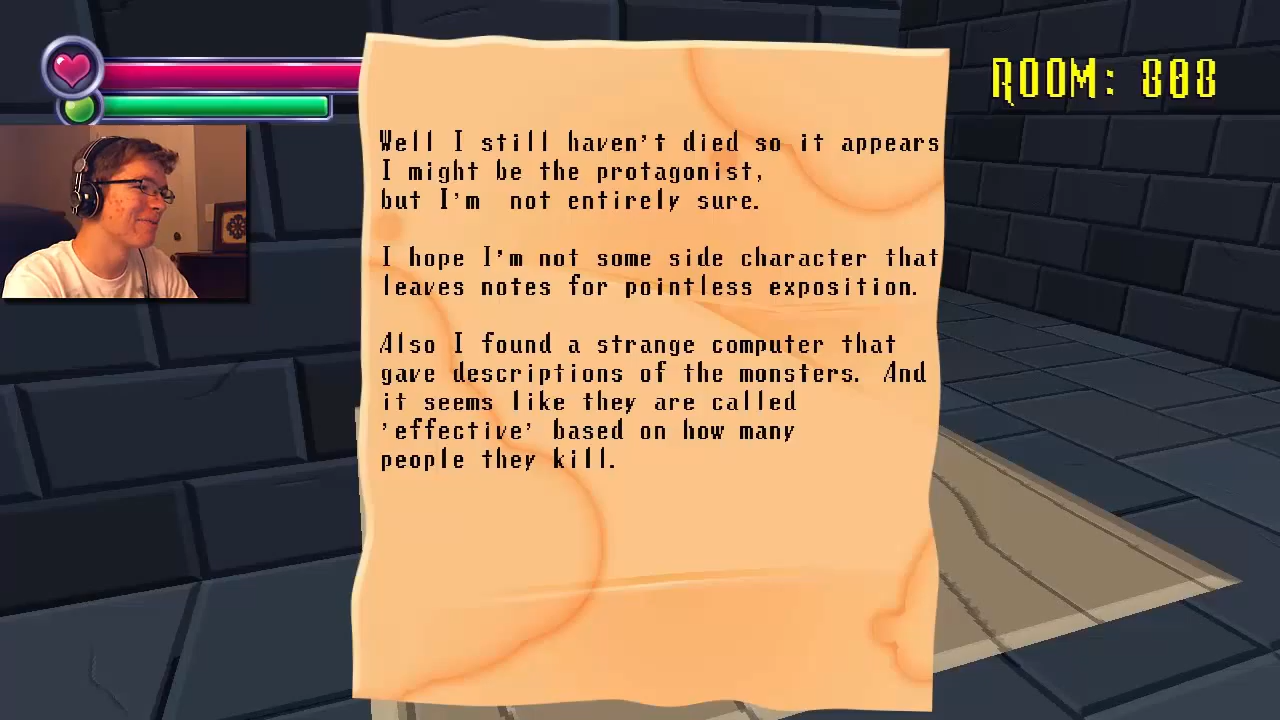 ROOM: 808
Well I still haven't died so it appears
I might be the protagonist,
but I'm  not entirely sure.
I hope I'm not some side character that
leaves notes for pointless exposition.
Also I found a strange computer that
gave descriptions of the monsters.  And
it seems like they are called
'effective' based on how many
people they kill.